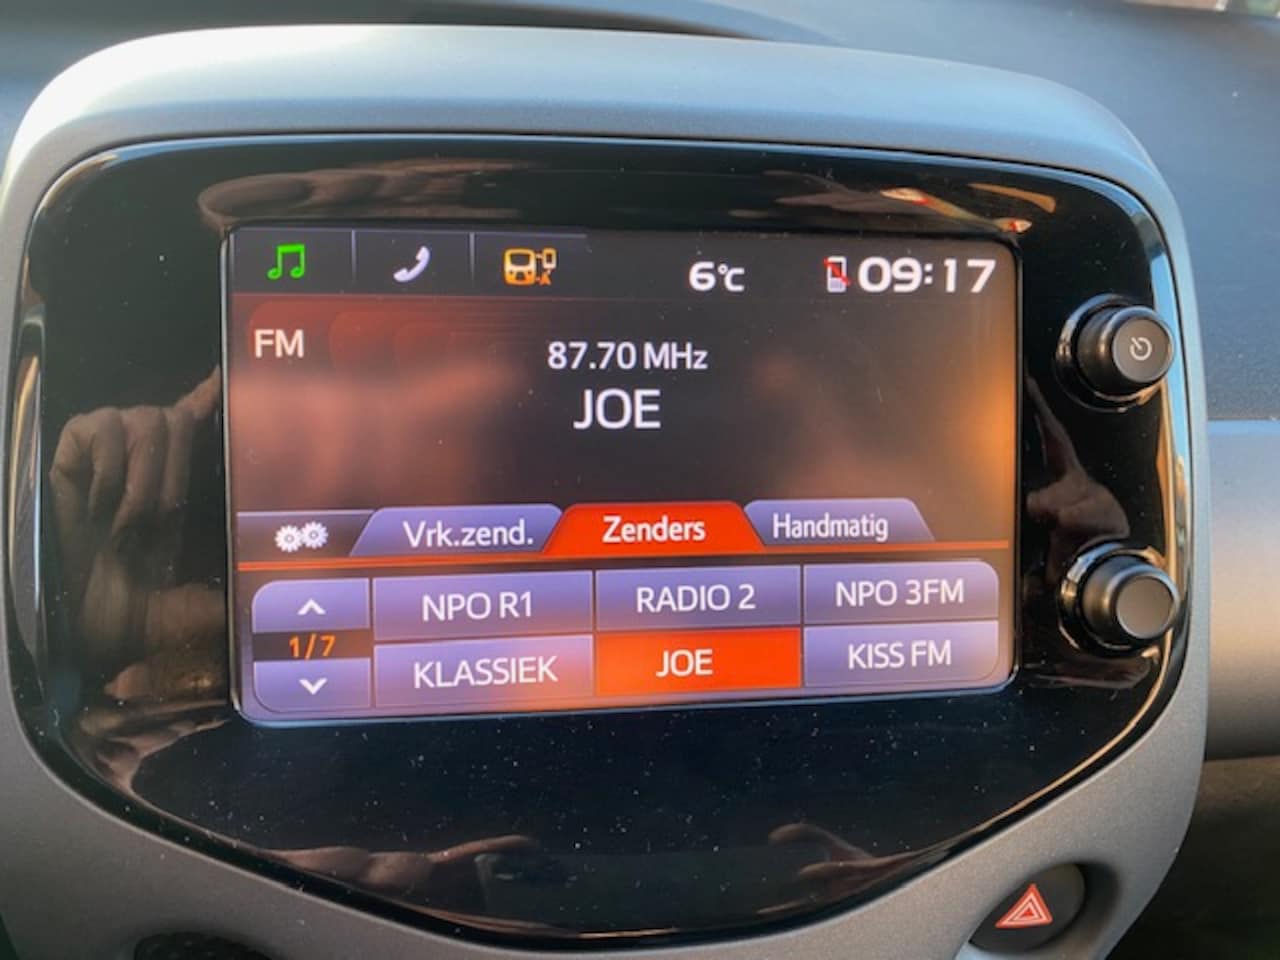 6°C 09:17
FM
87.70 MHz
JOE
Vrk.zend. Zenders Handmatig
NPO R1 RADIO 2 NPO 3FM
1/7
KLASSIEK JOE KISS FM